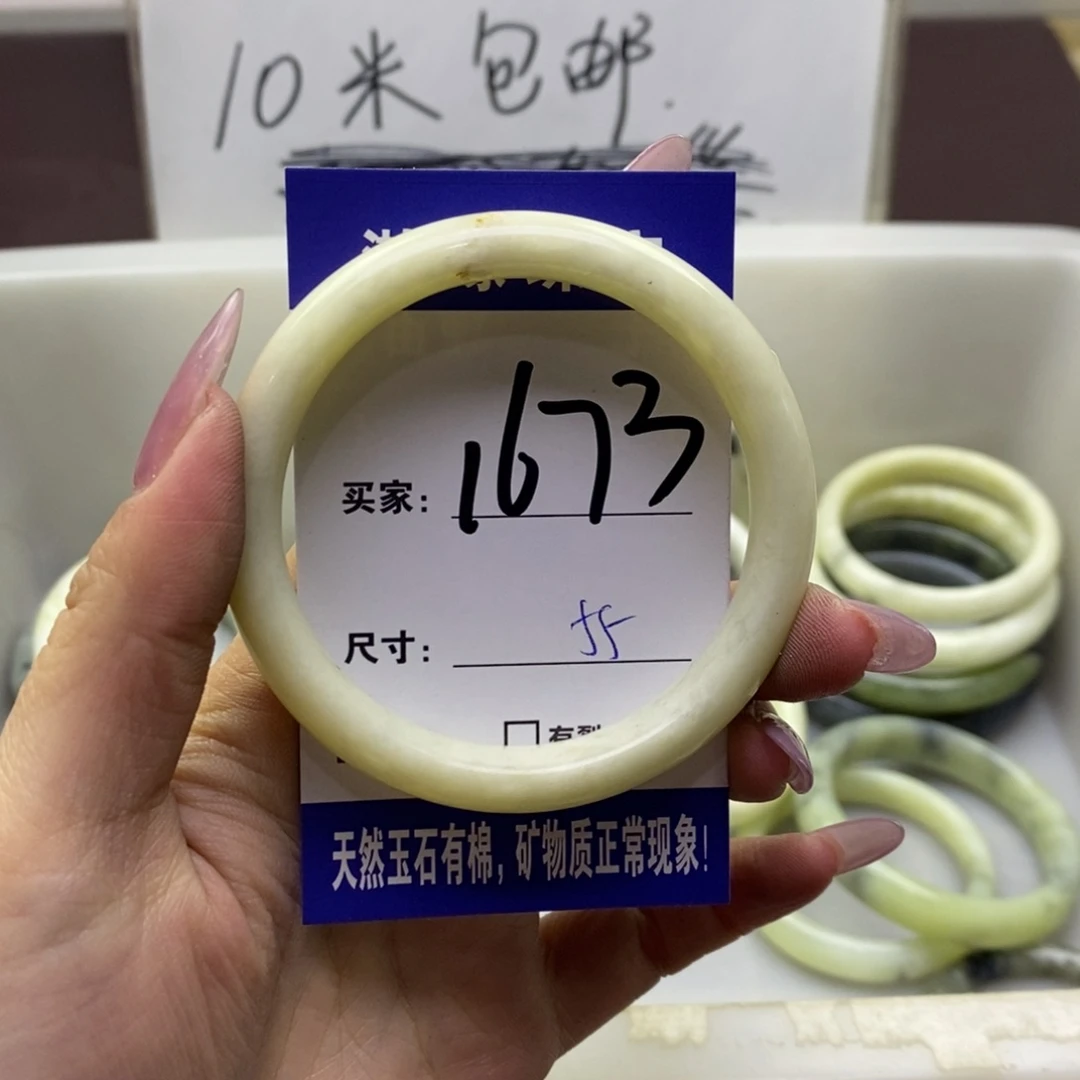 10米包邮.
买家: 1673
尺寸: 55
有裂
天然玉石有棉, 矿物质正常现象!